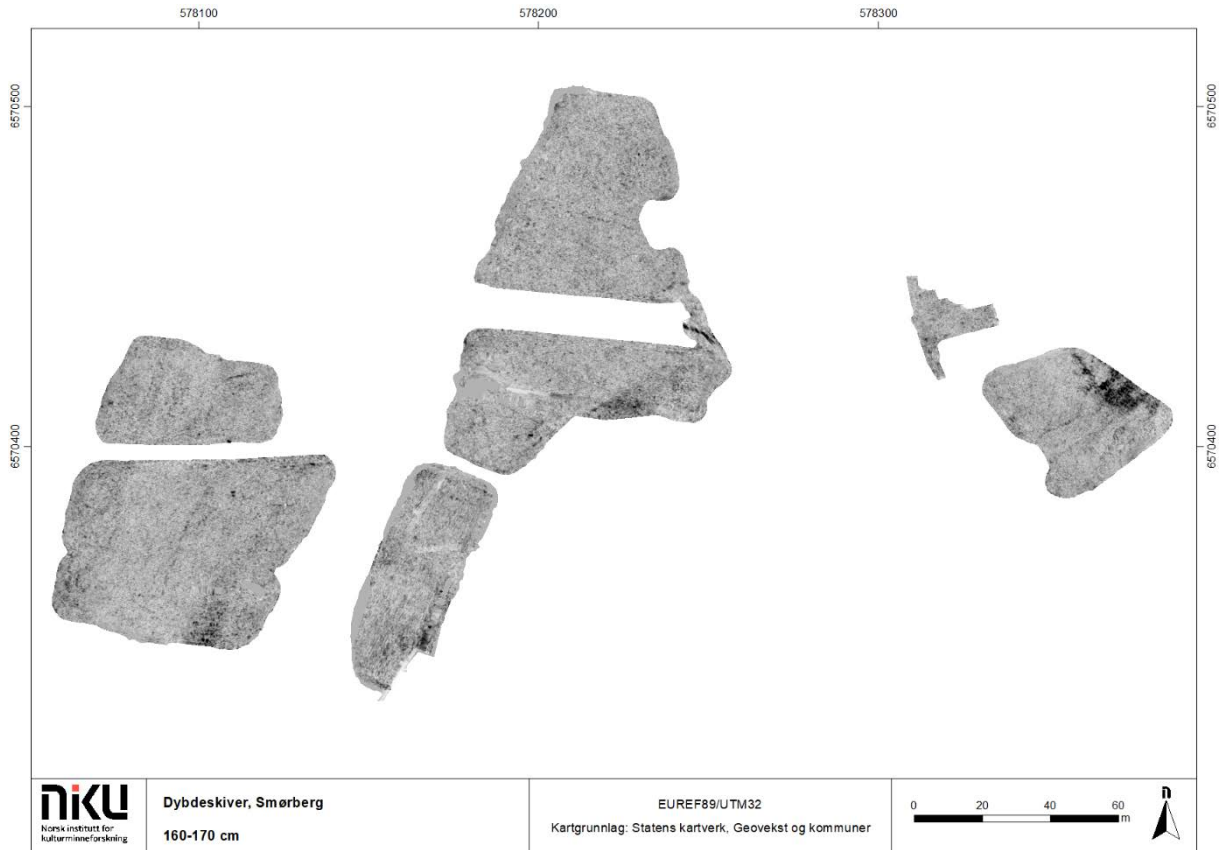 578100 578200 578300
6570500 6570500
6570400 6570400
niku
Norsk institutt for
kulturminneforskning
Dybdeskiver, Smørberg
160-170 cm
EUREF89/UTM32
Kartgrunnlag: Statens kartverk, Geovekst og kommuner
0 20 40 60
m
n